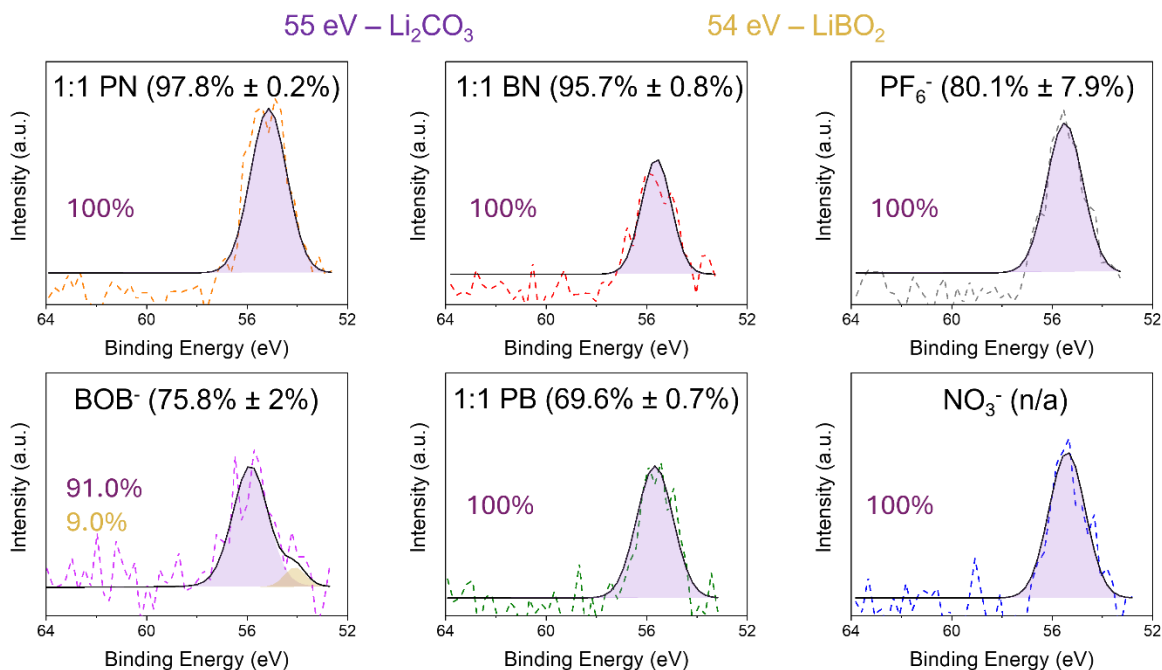 55 eV – Li₂CO₃ 54 eV – LiBO₂
1:1 PN (97.8% ± 0.2%)
Intensity (a.u.)
100%
64 60 56 52
Binding Energy (eV)
1:1 BN (95.7% ± 0.8%)
Intensity (a.u.)
100%
64 60 56 52
Binding Energy (eV)
PF₆⁻ (80.1% ± 7.9%)
Intensity (a.u.)
100%
64 60 56 52
Binding Energy (eV)
BOB⁻ (75.8% ± 2%)
Intensity (a.u.)
91.0%
9.0%
64 60 56 52
Binding Energy (eV)
1:1 PB (69.6% ± 0.7%)
Intensity (a.u.)
100%
64 60 56 52
Binding Energy (eV)
NO₃⁻ (n/a)
Intensity (a.u.)
100%
64 60 56 52
Binding Energy (eV)